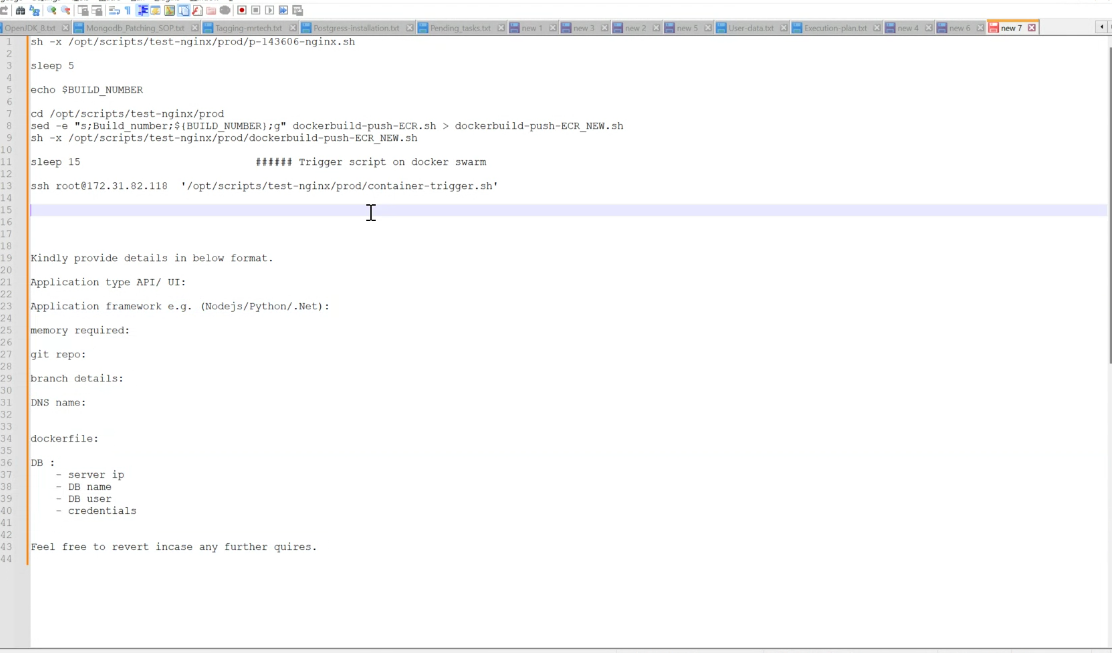 OpenJDK 8.txt Mongodb_Patching_SOP.txt Tagging-mrtech.txt Postgress-installation.txt Pending_tasks.txt new 1 new 3 new 2 new 5 User-data.txt Execution-plan.txt new 4 new 6 new 7
1 sh -x /opt/scripts/test-nginx/prod/p-143606-nginx.sh
2
3 sleep 5
4
5 echo $BUILD_NUMBER
6
7 cd /opt/scripts/test-nginx/prod
8 sed -e "s;Build_number;${BUILD_NUMBER};g" dockerbuild-push-ECR.sh > dockerbuild-push-ECR_NEW.sh
9 sh -x /opt/scripts/test-nginx/prod/dockerbuild-push-ECR_NEW.sh
10
11 sleep 15 ###### Trigger script on docker swarm
12
13 ssh root@172.31.82.118 '/opt/scripts/test-nginx/prod/container-trigger.sh'
14
15
16
17
18
19 Kindly provide details in below format.
20
21 Application type API/ UI:
22
23 Application framework e.g. (Nodejs/Python/.Net):
24
25 memory required:
26
27 git repo:
28
29 branch details:
30
31 DNS name:
32
33
34 dockerfile:
35
36 DB :
37 - server ip
38 - DB name
39 - DB user
40 - credentials
41
42
43 Feel free to revert incase any further quires.
44